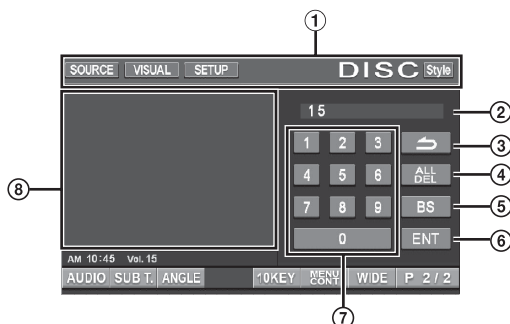 ①
SOURCE VISUAL SETUP DISC Style
15 ②
1 2 3 ③
4 5 6 ALL DEL ④
⑧
7 8 9 BS ⑤
0 ENT ⑥
AM 10:45 Vol. 15
AUDIO SUB T. ANGLE 10KEY MENU CONT WIDE P 2/2
⑦